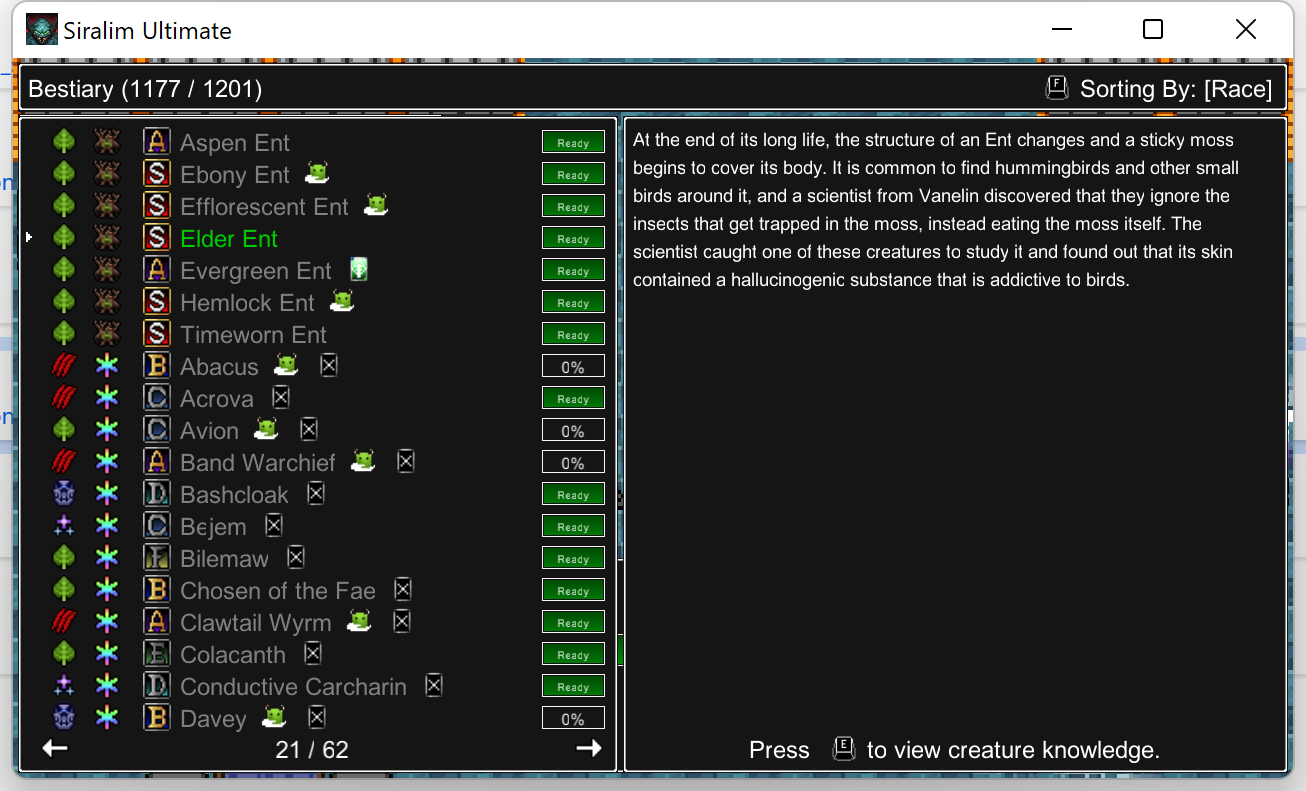 Siralim Ultimate
Bestiary (1177 / 1201)
F Sorting By: [Race]
A Aspen Ent Ready
S Ebony Ent Ready
S Efflorescent Ent Ready
S Elder Ent Ready
A Evergreen Ent Ready
S Hemlock Ent Ready
S Timeworn Ent Ready
B Abacus 0%
C Acrova Ready
C Avion 0%
A Band Warchief 0%
D Bashcloak Ready
C Bejem Ready
F Bilemaw Ready
B Chosen of the Fae Ready
A Clawtail Wyrm Ready
E Colacanth Ready
D Conductive Carcharin Ready
B Davey 0%
21 / 62
At the end of its long life, the structure of an Ent changes and a sticky moss
begins to cover its body. It is common to find hummingbirds and other small
birds around it, and a scientist from Vanelin discovered that they ignore the
insects that get trapped in the moss, instead eating the moss itself. The
scientist caught one of these creatures to study it and found out that its skin
contained a hallucinogenic substance that is addictive to birds.
Press E to view creature knowledge.